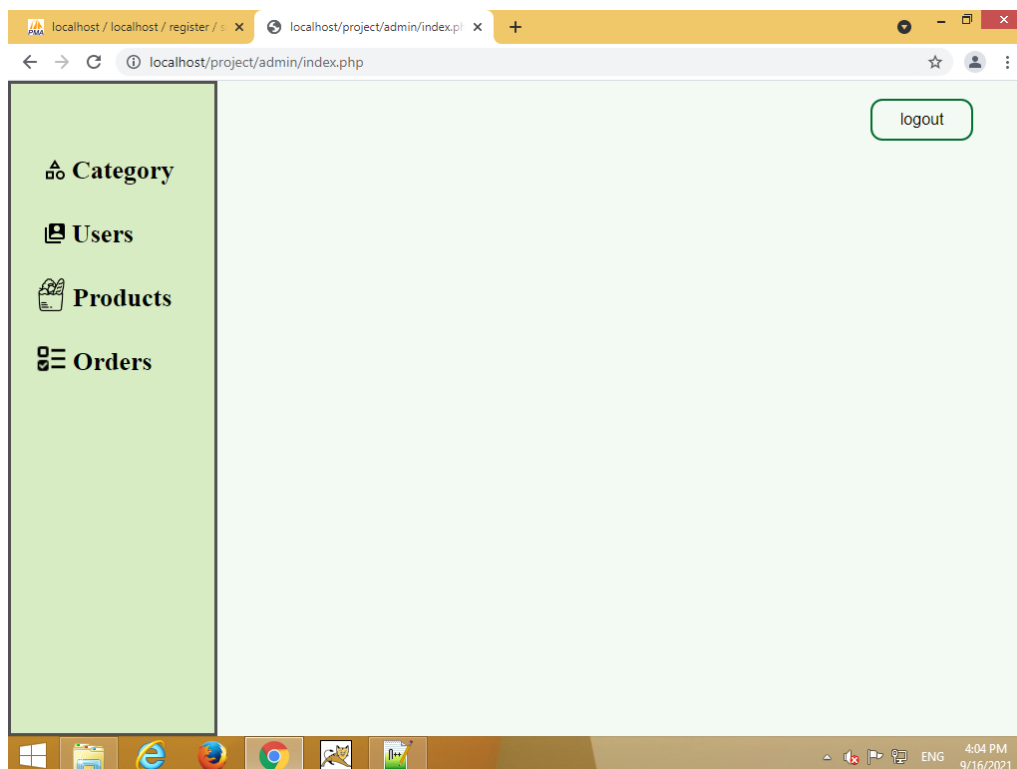 localhost / localhost / register / s
localhost/project/admin/index.ph
localhost/project/admin/index.php
logout
Category
Users
Products
Orders
ENG
4:04 PM
9/16/2021